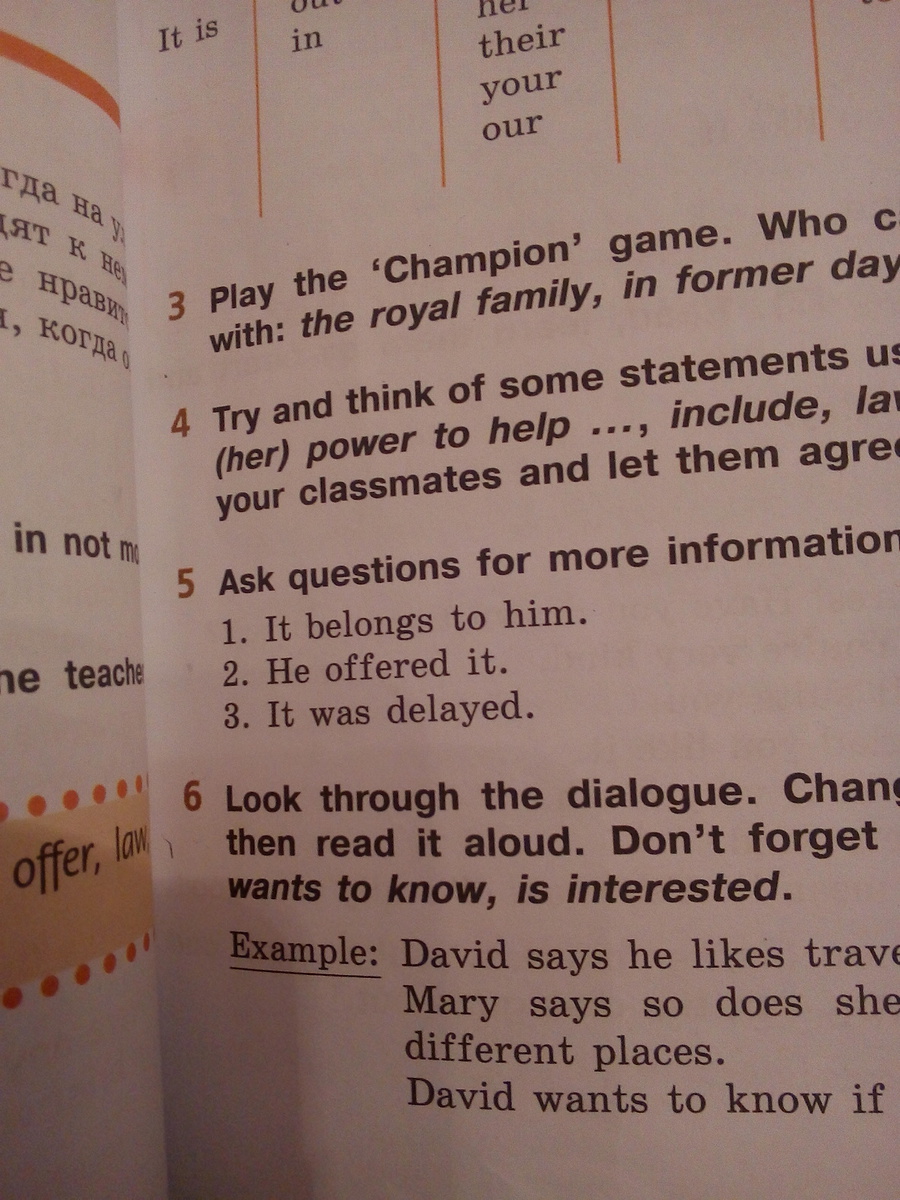 гда на
к
нравит
когда
in not
teache
offer, law
It is
in
her
their
your
our
3 Play the ‘Champion’ game. Who c
with: the royal family, in former day
4 Try and think of some statements us
(her) power to help ..., include, law
your classmates and let them agree
5 Ask questions for more information
1. It belongs to him.
2. He offered it.
3. It was delayed.
6 Look through the dialogue. Chang
then read it aloud. Don’t forget
wants to know, is interested.
Example: David says he likes trave
Mary says so does she
different places.
David wants to know if